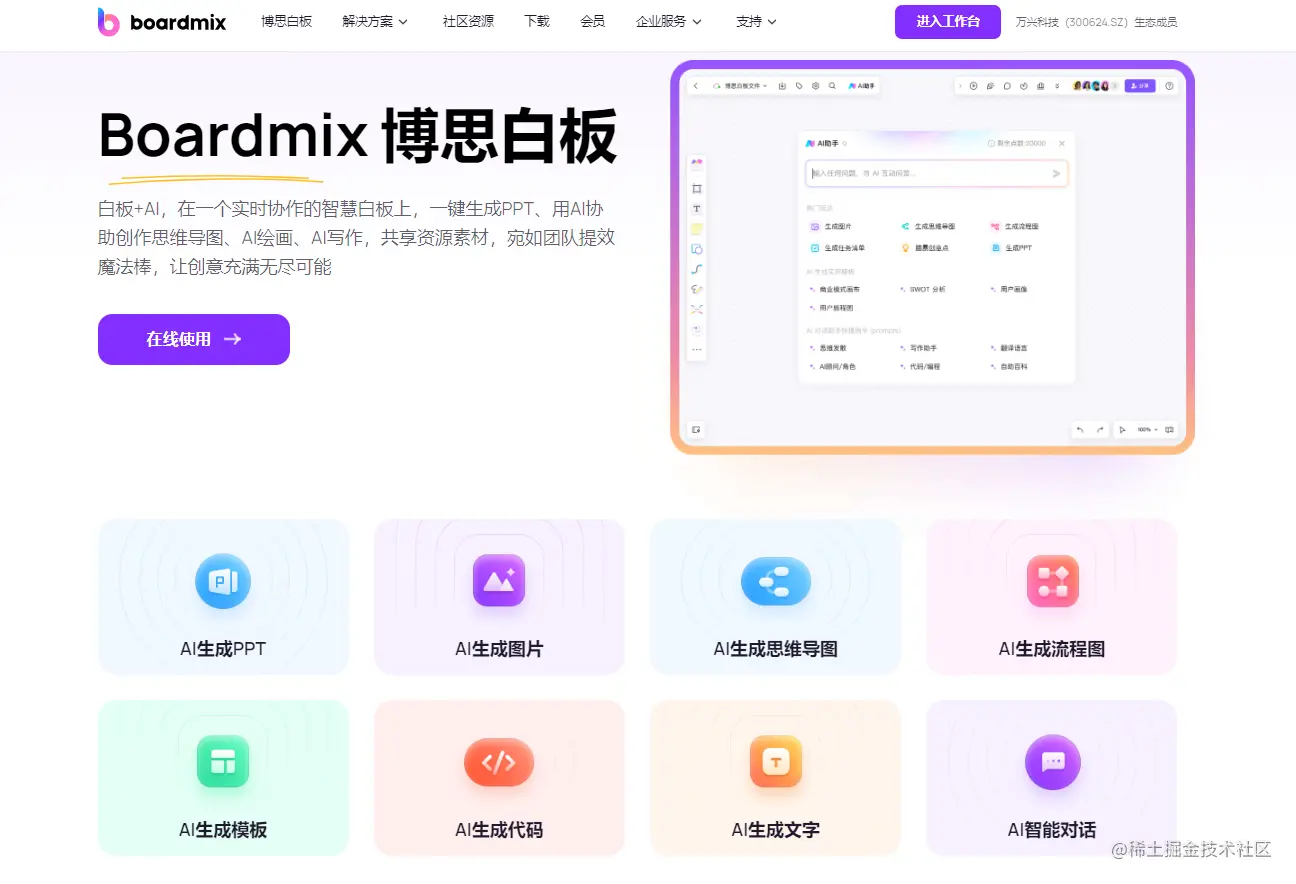 boardmix 博思白板 解决方案 社区资源 下载 会员 企业服务 支持 进入工作台 万兴科技（300624.SZ）生态成员
Boardmix 博思白板
白板+AI，在一个实时协作的智慧白板上，一键生成PPT、用AI协
助创作思维导图、AI绘画、AI写作，共享资源素材，宛如团队提效
魔法棒，让创意充满无尽可能
在线使用
博思白板文件 AI助手 分享
AI助手 剩余点数:20000
输入任何问题，与 AI 互动问答...
T
热门玩法
生成图片 生成思维导图 生成流程图
生成任务清单 脑暴创意点 生成PPT
AI 生成实用模板
商业模式画布 SWOT 分析 用户画像
用户旅程图
AI 对话助手快捷指令 (prompts)
思维发散 写作助手 翻译语言
AI顾问/角色 代码/编程 自助百科
100%
P
AI生成PPT AI生成图片 AI生成思维导图 AI生成流程图
</> T
AI生成模板 AI生成代码 AI生成文字 AI智能对话
@稀土掘金技术社区